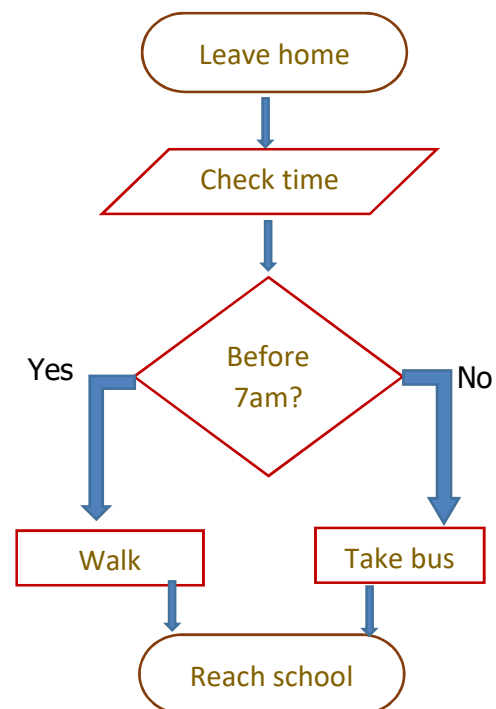 Leave home
Check time
Before
7am?
Yes
No
Walk
Take bus
Reach school